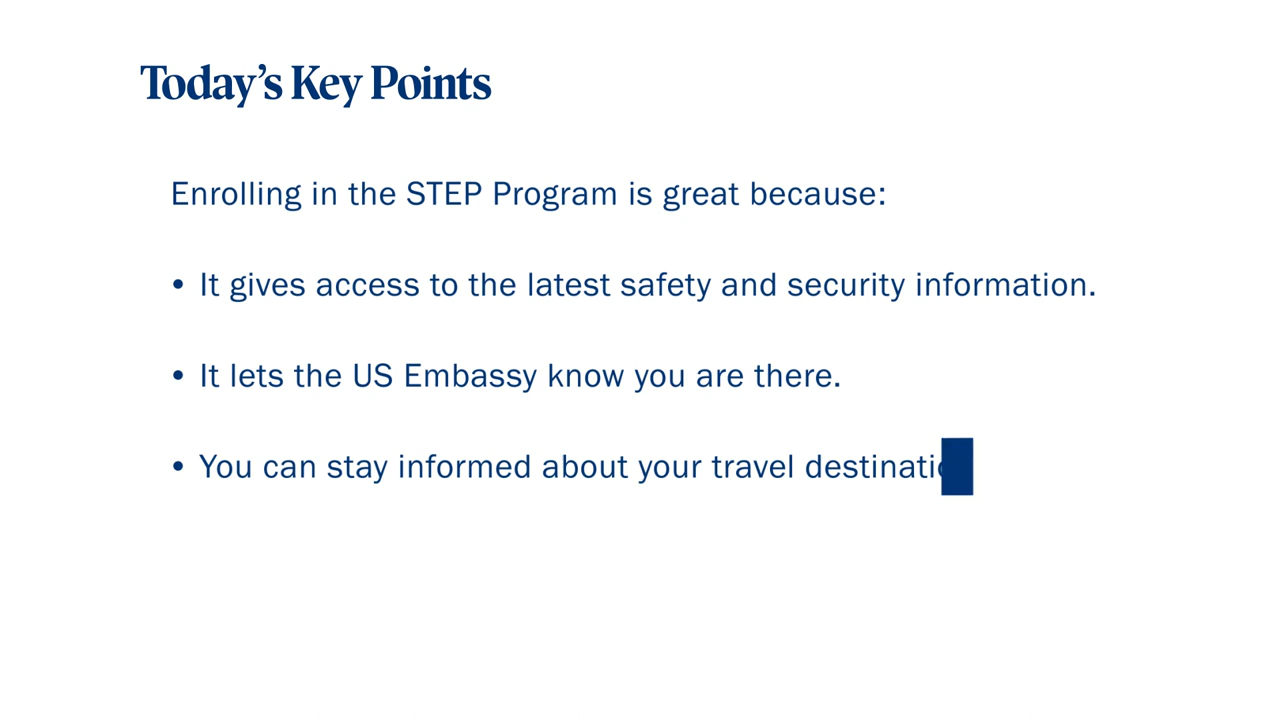 Today’s Key Points
Enrolling in the STEP Program is great because:
• It gives access to the latest safety and security information.
• It lets the US Embassy know you are there.
• You can stay informed about your travel